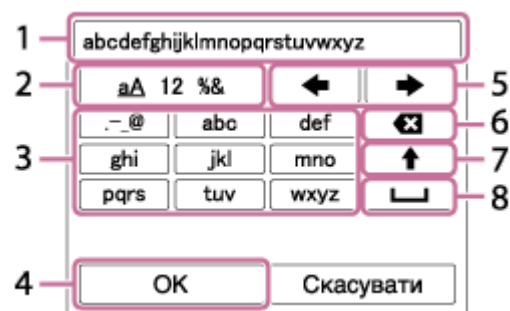 1 abcdefghijklmnopqrstuvwxyz
2 aA 12 %& 5
.-_@ abc def 6
3 ghi jkl mno 7
pqrs tuv wxyz 8
4 OK Скасувати